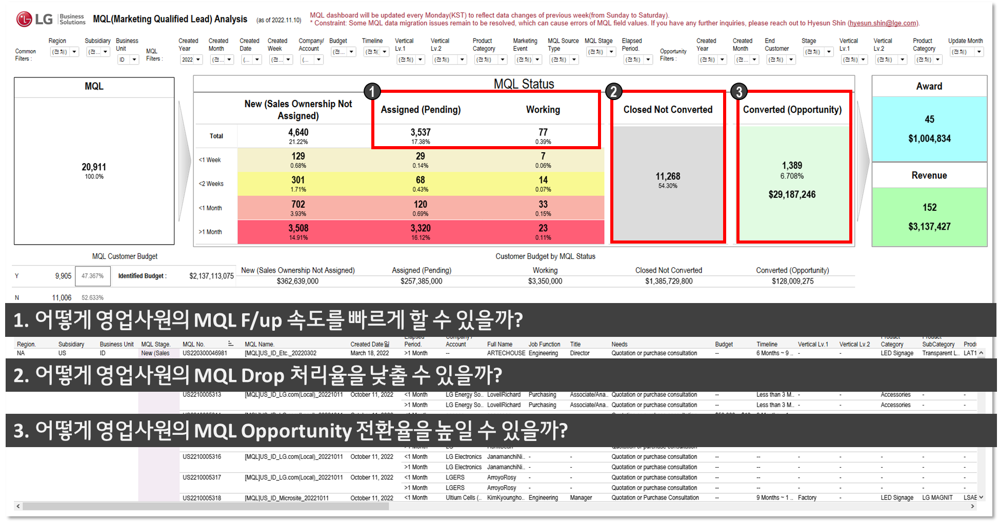 LG Business Solutions MQL(Marketing Qualified Lead) Analysis (as of 2022.11.10)
MQL dashboard will be updated every Monday(KST) to reflect data changes of previous week(from Sunday to Saturday).
* Constraint: Some MQL data migration issues remain to be resolved, which can cause errors of MQL field values. If you have any further inquiries, please reach out to Hyesun Shin (hyesun.shin@lge.com).
Common Filters :
Region (전체)
Subsidiary (전...
Business Unit ID
MQL Filters :
Created Year 2022
Created Month (전...
Created Date (...
Created Week (전...
Company/ Account (...
Budget (전...
Timeline (전체)
Vertical Lv.1 (전체)
Vertical Lv.2 (전체)
Product Category (전체)
Marketing Event (전체)
MQL Source Type (전체)
MQL Stage (전체)
Elapsed Period. (전체)
Opportunity Filters :
Created Year (전체)
Created Month (전...
End Customer (전체)
Stage (전체)
Vertical Lv.1 (전체)
Vertical Lv.2 (전체)
Product Category (전체)
Update Month (전체)
MQL
20,911
100.0%
MQL Status
1 2 3
New (Sales Ownership Not Assigned) Assigned (Pending) Working Closed Not Converted Converted (Opportunity)
Total 4,640 3,537 77
21.22% 17.38% 0.39%
<1 Week 129 29 7
0.68% 0.14% 0.06%
<2 Weeks 301 68 14
1.71% 0.43% 0.07%
<1 Month 702 120 33
3.93% 0.69% 0.15%
>1 Month 3,508 3,320 23
14.91% 16.12% 0.11%
11,268
54.30%
1,389
6.708%
$29,187,246
Award
45
$1,004,834
Revenue
152
$3,137,427
MQL Customer Budget
Y 9,905 47.367% Identified Budget : $2,137,113,075
N 11,006 52.633%
Customer Budget by MQL Status
New (Sales Ownership Not Assigned) Assigned (Pending) Working Closed Not Converted Converted (Opportunity)
$362,639,000 $257,385,000 $3,350,000 $1,385,729,800 $128,009,275
1. 어떻게 영업사원의 MQL F/up 속도를 빠르게 할 수 있을까?
Region. Subsidiary Business Unit MQL Stage. MQL No. MQL Name. Created Date일 Elapsed Period. Company / Account Full Name Job Function Title Needs Budget Timeline Vertical Lv.1 Vertical Lv.2 Product Category Product SubCategory Produ
NA US ID New (Sales US220300046981 [MQL]US_ID_Etc._20220302 March 18, 2022 >1 Month -- ARTECHOUSE Engineering Director Quotation or purchase consultation -- 6 Months ~ 9 .. - - LED Signage Transparent L.. LAT1
2. 어떻게 영업사원의 MQL Drop 처리율을 낮출 수 있을까?
US2210005313 [MQL]US_ID_LG.com(Local)_20221011 October 11, 2022 <1 Month LG Energy So.. LovellRichard Purchasing Associate/Ana.. Quotation or purchase consultation -- Less than 3 M.. - - Accessories - -
>1 Month LG Energy So.. LovellRichard Purchasing Associate/Ana.. Quotation or purchase consultation -- Less than 3 M.. - - Accessories - -
3. 어떻게 영업사원의 MQL Opportunity 전환율을 높일 수 있을까?
US2210005316 [MQL]US_ID_LG.com(Local)_20221011 October 11, 2022 <1 Month LG Electronics JanamanchiNi.. - - Quotation or purchase consultation -- -- - - - - -
>1 Month LG Electronics JanamanchiNi.. - - Quotation or purchase consultation -- -- - - - - -
US2210005317 [MQL]US_ID_LG.com(Local)_20221011 October 11, 2022 <1 Month LGERS ArroyoRosy - - Quotation or purchase consultation -- -- - - - - -
>1 Month LGERS ArroyoRosy - - Quotation or purchase consultation -- -- - - - - -
US2210005318 [MQL]US_ID_Microsite_20221011 October 11, 2022 <1 Month Ultium Cells (.. KimKyoungho.. Engineering Manager Quotation or Purchase Consultation -- 9 Months ~ 1 .. Factory - LED Signage LG MAGNIT LSAE